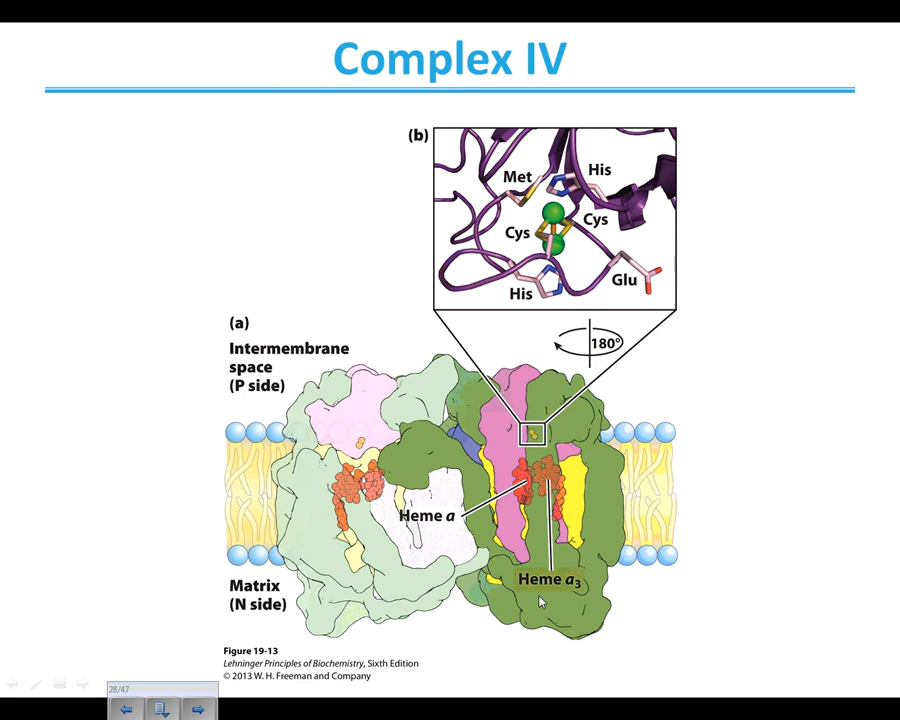 Complex IV
(b)
Met
His
Cys
Cys
Glu
His
(a)
180°
Intermembrane
space
(P side)
Heme a
Heme a3
Matrix
(N side)
Figure 19-13
Lehninger Principles of Biochemistry, Sixth Edition
© 2013 W. H. Freeman and Company
28/47